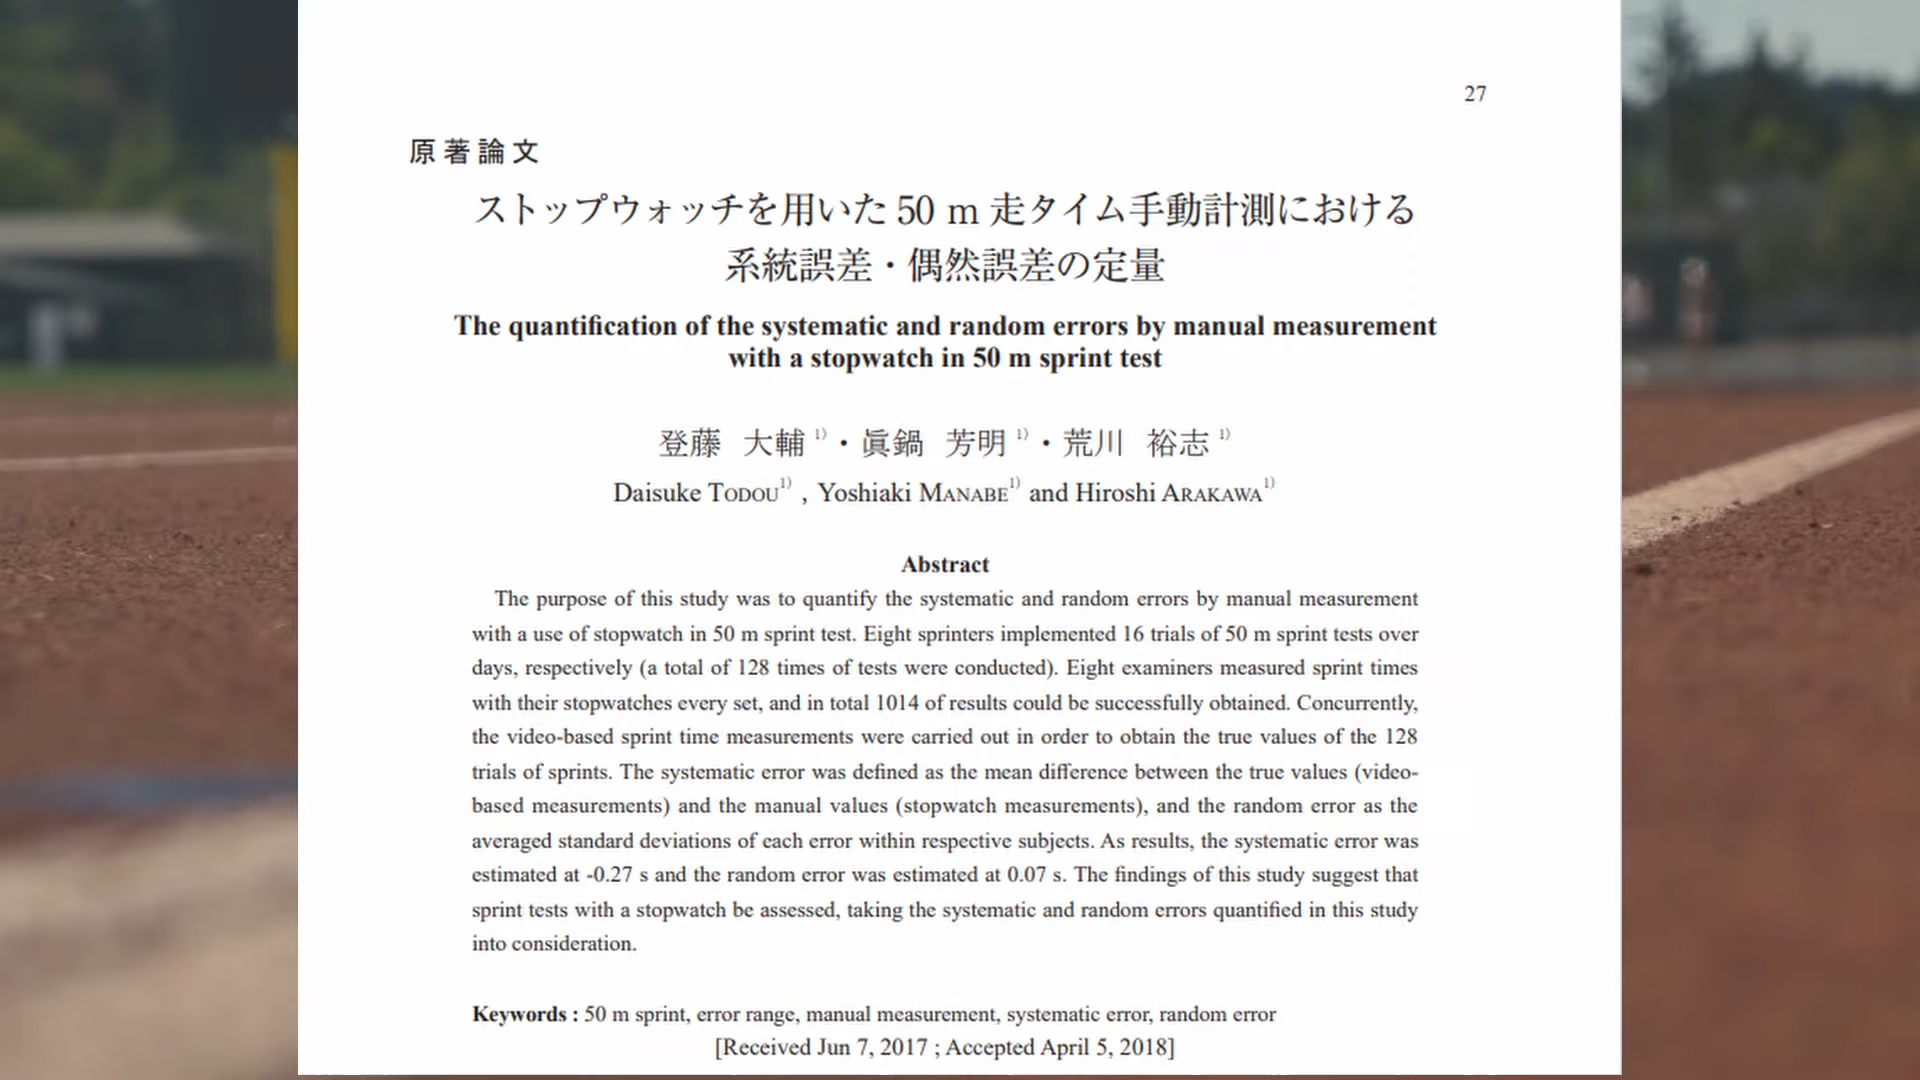 27
原著論文
ストップウォッチを用いた 50 m 走タイム手動計測における
系統誤差・偶然誤差の定量
The quantification of the systematic and random errors by manual measurement
with a stopwatch in 50 m sprint test
登藤 大輔 1)・眞鍋 芳明 1)・荒川 裕志 1)
Daisuke TODOU1) , Yoshiaki MANABE1) and Hiroshi ARAKAWA1)
Abstract
The purpose of this study was to quantify the systematic and random errors by manual measurement
with a use of stopwatch in 50 m sprint test. Eight sprinters implemented 16 trials of 50 m sprint tests over
days, respectively (a total of 128 times of tests were conducted). Eight examiners measured sprint times
with their stopwatches every set, and in total 1014 of results could be successfully obtained. Concurrently,
the video-based sprint time measurements were carried out in order to obtain the true values of the 128
trials of sprints. The systematic error was defined as the mean difference between the true values (video-
based measurements) and the manual values (stopwatch measurements), and the random error as the
averaged standard deviations of each error within respective subjects. As results, the systematic error was
estimated at -0.27 s and the random error was estimated at 0.07 s. The findings of this study suggest that
sprint tests with a stopwatch be assessed, taking the systematic and random errors quantified in this study
into consideration.
Keywords : 50 m sprint, error range, manual measurement, systematic error, random error
[Received Jun 7, 2017 ; Accepted April 5, 2018]